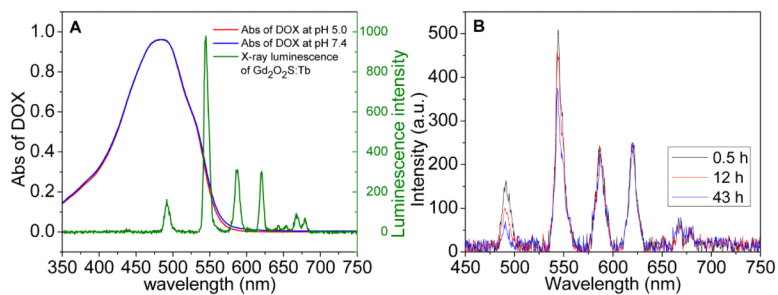 A
Abs of DOX at pH 5.0
Abs of DOX at pH 7.4
X-ray luminescence
of Gd2O2S:Tb
1.0
0.8
0.6
0.4
0.2
0.0
Abs of DOX
1000
800
600
400
200
0
Luminescence intensity
350 400 450 500 550 600 650 700 750
wavelength (nm)
B
500
400
300
200
100
0
Intensity (a.u.)
0.5 h
12 h
43 h
450 500 550 600 650 700 750
Wavelength (nm)